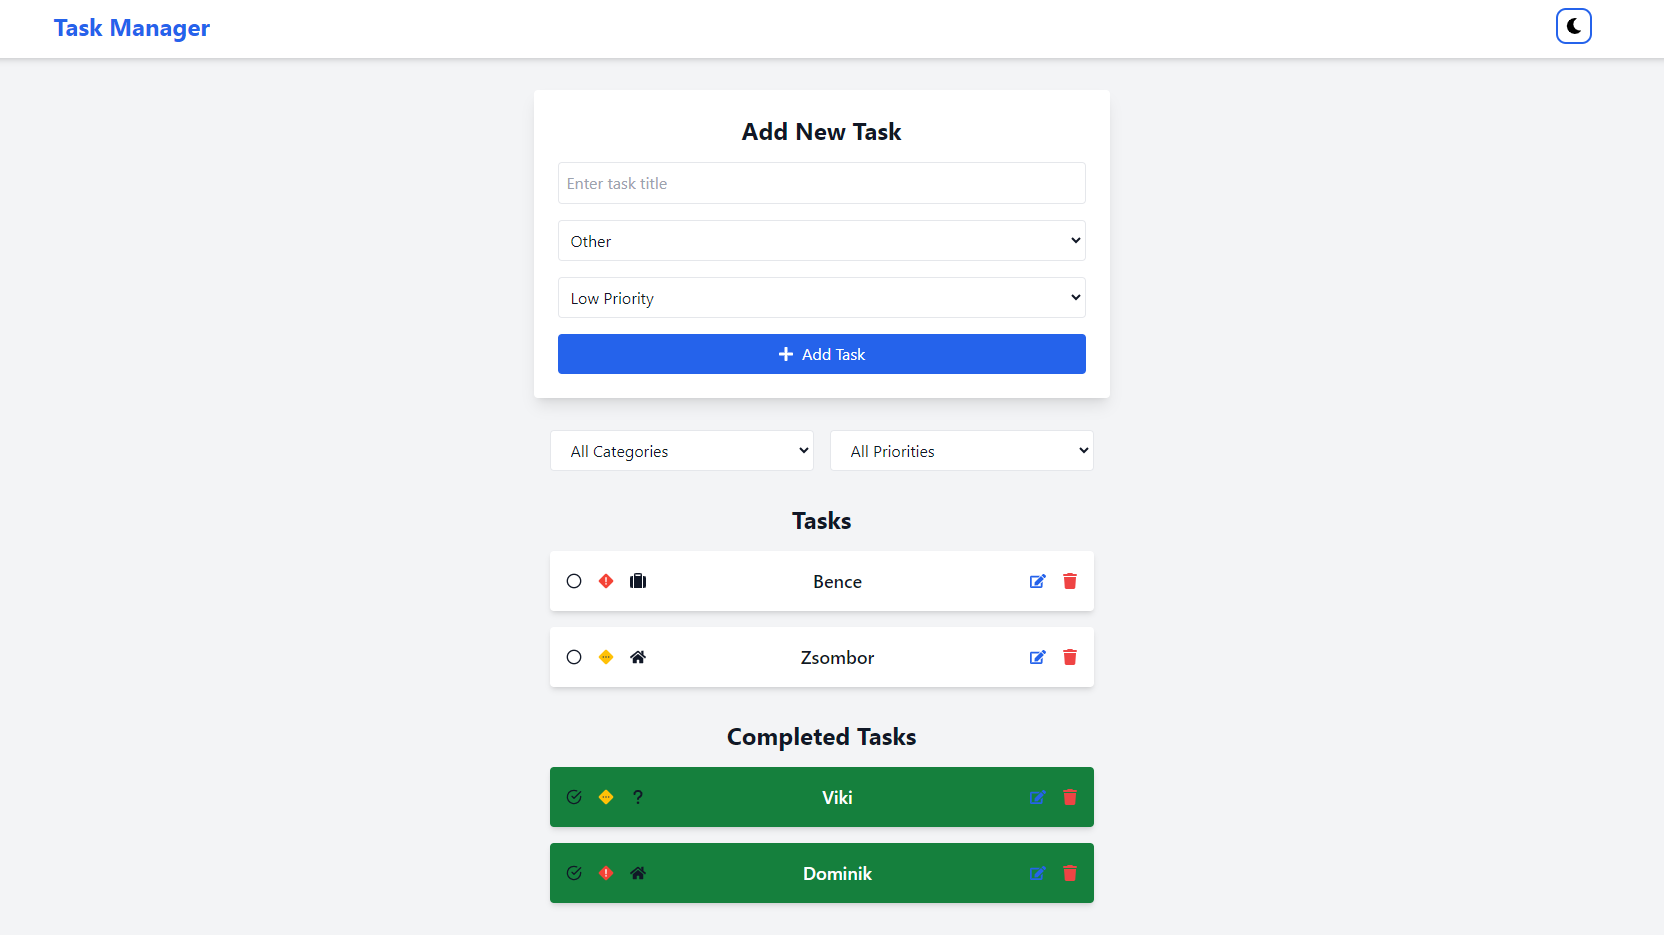 Task Manager
Add New Task
Enter task title
Other
Low Priority
Add Task
All Categories
All Priorities
Tasks
Bence
Zsombor
Completed Tasks
Viki
Dominik